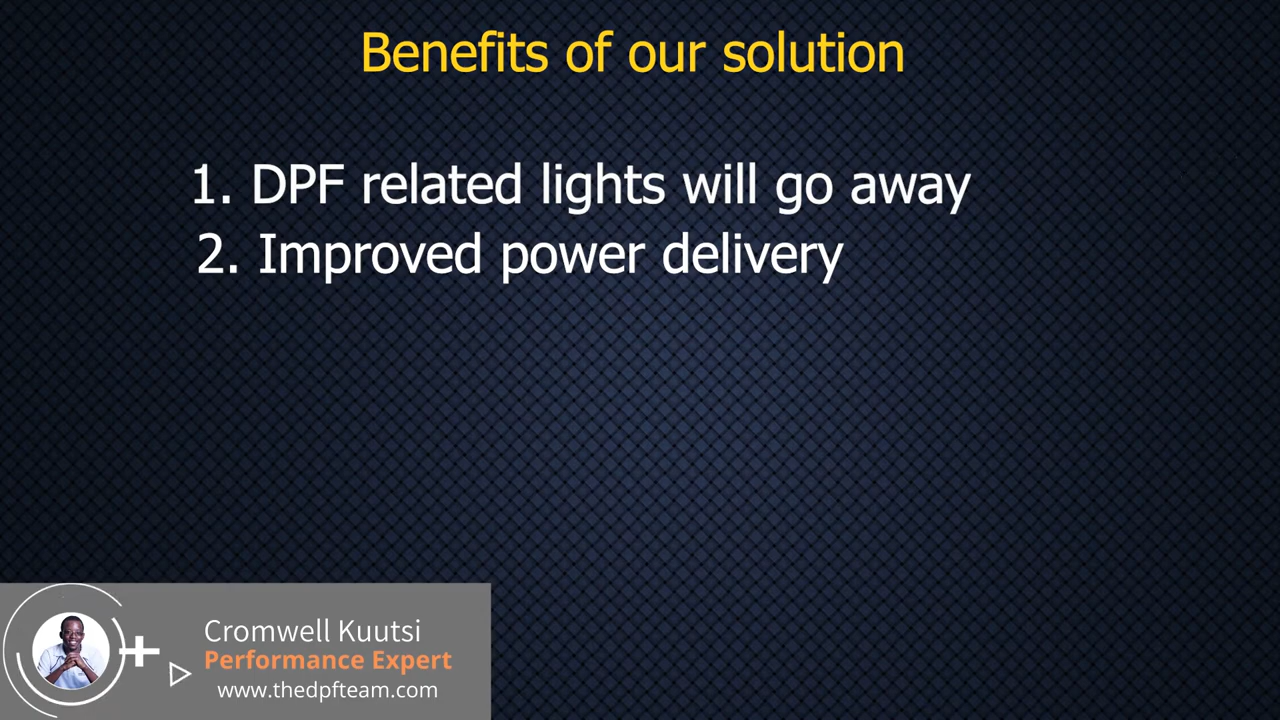 Benefits of our solution
1. DPF related lights will go away
2. Improved power delivery
Cromwell Kuutsi
Performance Expert
www.thedpfteam.com